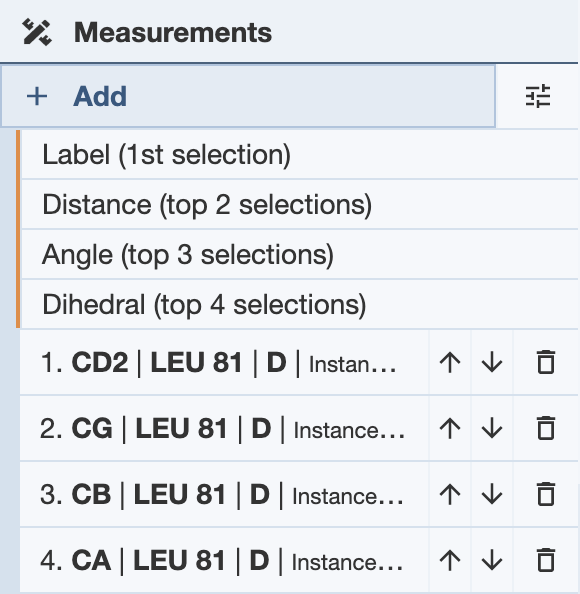 Measurements
+ Add
Label (1st selection)
Distance (top 2 selections)
Angle (top 3 selections)
Dihedral (top 4 selections)
1. CD2 | LEU 81 | D | Instan...
2. CG | LEU 81 | D | Instance...
3. CB | LEU 81 | D | Instance...
4. CA | LEU 81 | D | Instance...